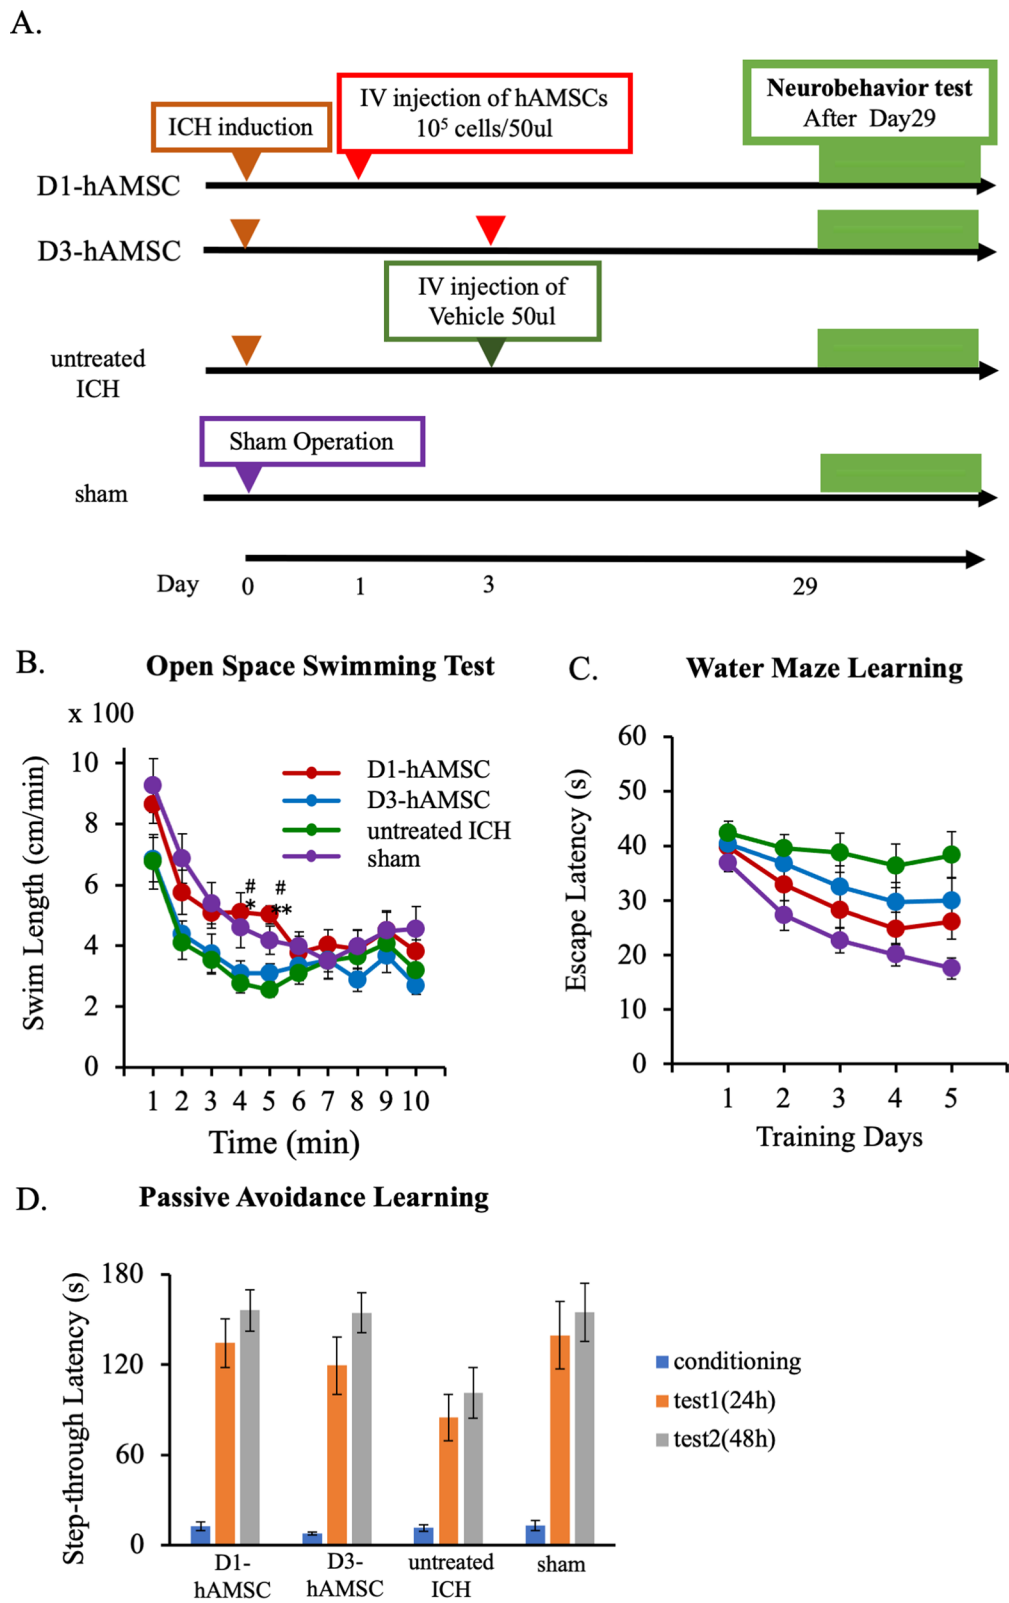 A.
ICH induction
IV injection of hAMSCs
10⁵ cells/50ul
Neurobehavior test
After Day29
D1-hAMSC
D3-hAMSC
IV injection of
Vehicle 50ul
untreated
ICH
Sham Operation
sham
Day 0 1 3 29
B.
Open Space Swimming Test
x 100
Swim Length (cm/min)
10
8
6
4
2
0
D1-hAMSC
D3-hAMSC
untreated ICH
sham
# #
* **
1 2 3 4 5 6 7 8 9 10
Time (min)
C.
Water Maze Learning
Escape Latency (s)
60
50
40
30
20
10
0
1 2 3 4 5
Training Days
D.
Passive Avoidance Learning
Step-through Latency (s)
180
120
60
0
D1-
hAMSC
D3-
hAMSC
untreated
ICH
sham
conditioning
test1(24h)
test2(48h)